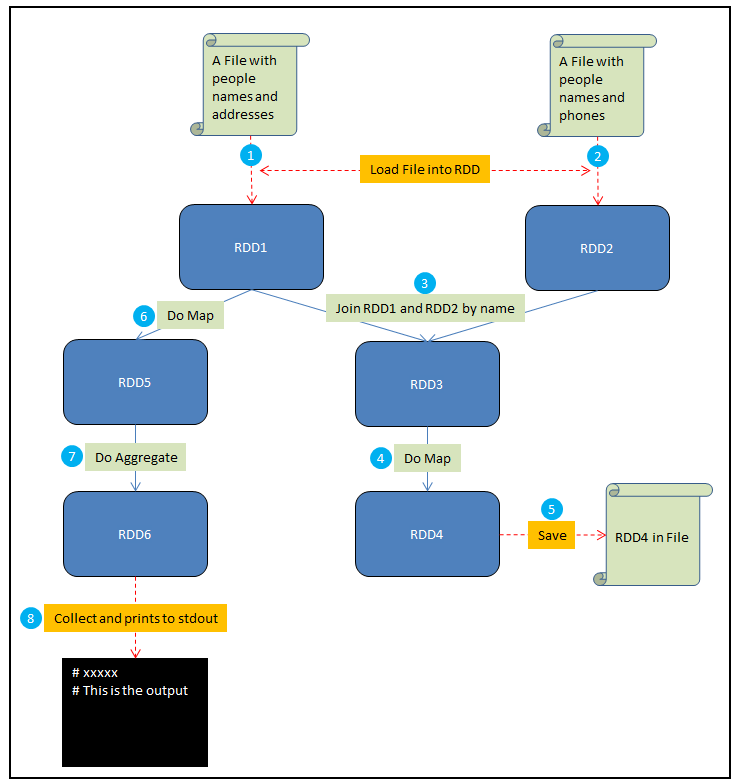 A File with
people
names and
addresses
A File with
people
names and
phones
1
2
Load File into RDD
RDD1
RDD2
3
6
Do Map
Join RDD1 and RDD2 by name
RDD5
RDD3
7
Do Aggregate
4
Do Map
5
RDD6
RDD4
Save
RDD4 in File
8
Collect and prints to stdout
# xxxxx
# This is the output